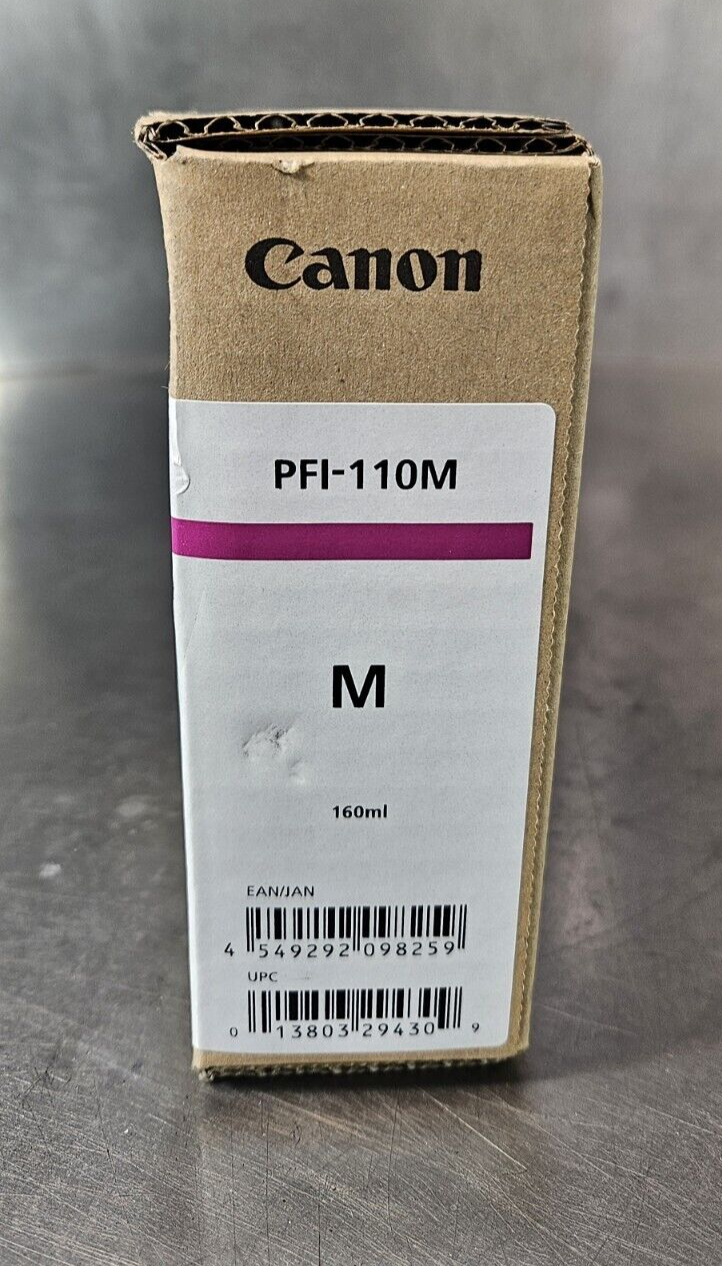 Canon
PFI-110M
M
160ml
EAN/JAN
4 549292 098259
UPC
0 13803 29430 9